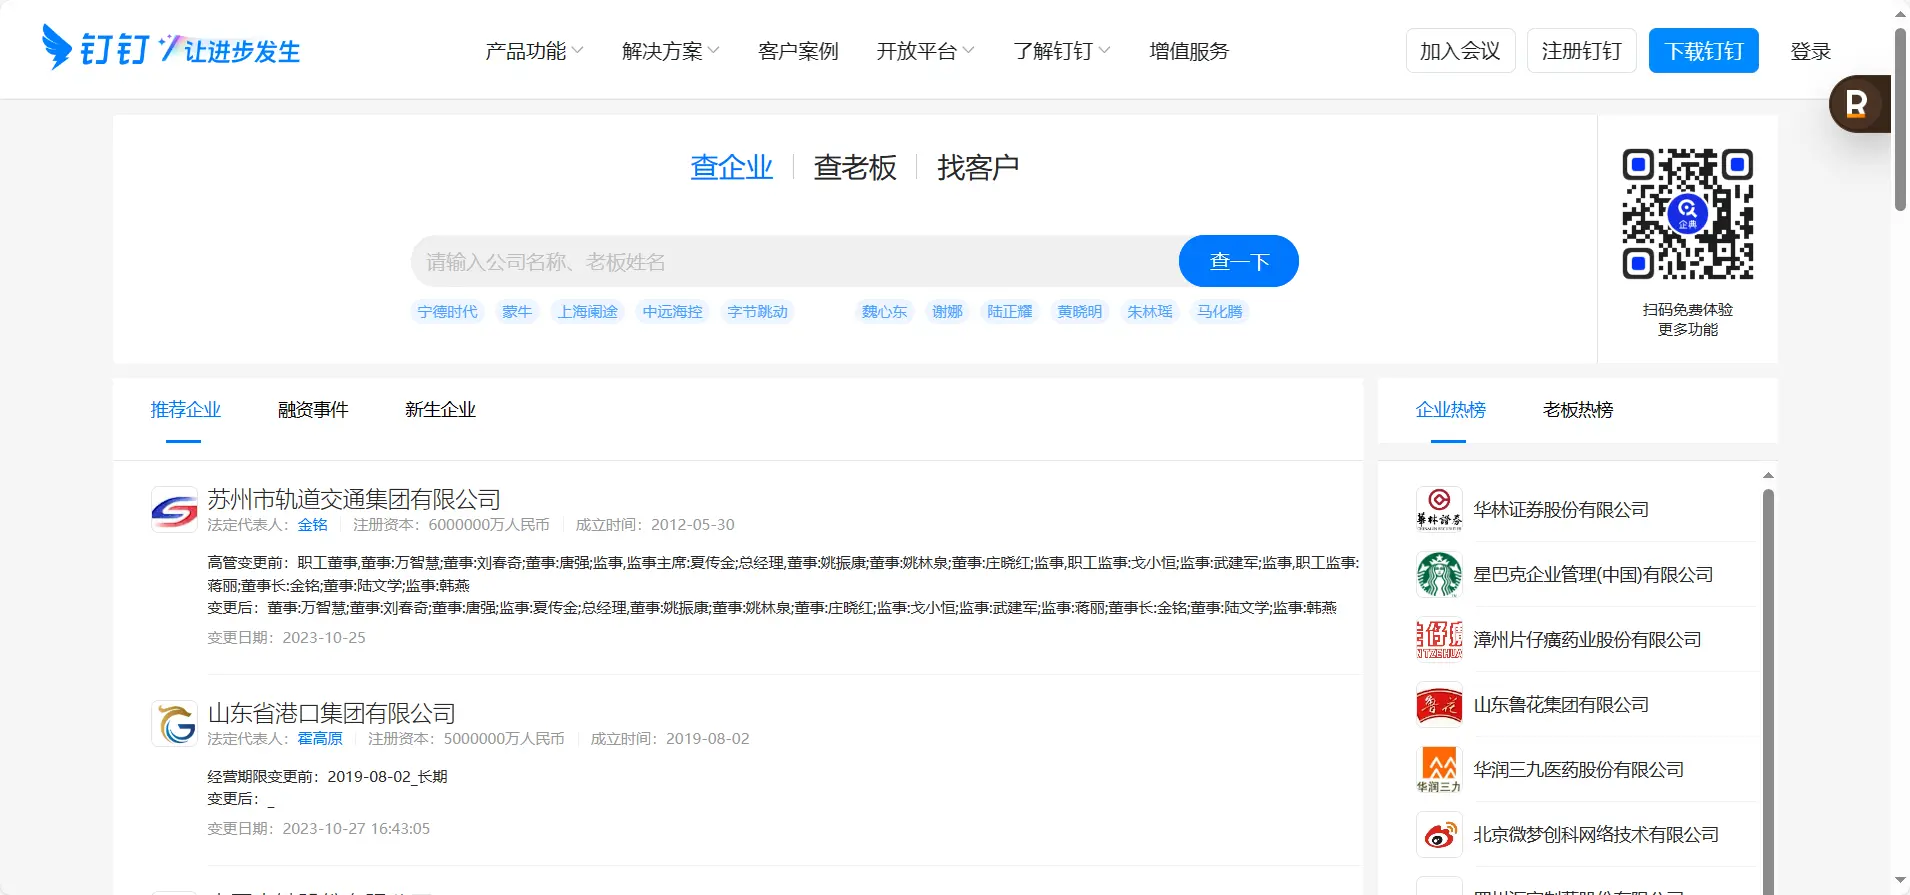 钉钉 让进步发生
产品功能 解决方案 客户案例 开放平台 了解钉钉 增值服务
加入会议 注册钉钉 下载钉钉 登录
R
查企业 查老板 找客户
请输入公司名称、老板姓名 查一下
宁德时代 蒙牛 上海阑途 中远海控 字节跳动 魏心东 谢娜 陆正耀 黄晓明 朱林瑶 马化腾
企典
扫码免费体验
更多功能
推荐企业 融资事件 新生企业
苏州市轨道交通集团有限公司
法定代表人：金铭 注册资本：6000000万人民币 成立时间：2012-05-30
高管变更前：职工董事,董事:万智慧;董事:刘春奇;董事:唐强;监事,监事主席:夏传金;总经理,董事:姚振康;董事:姚林泉;董事:庄晓红;监事,职工监事:戈小恒;监事:武建军;监事,职工监事:
蒋丽;董事长:金铭;董事:陆文学;监事:韩燕
变更后：董事:万智慧;董事:刘春奇;董事:唐强;监事:夏传金;总经理,董事:姚振康;董事:姚林泉;董事:庄晓红;监事:戈小恒;监事:武建军;监事:蒋丽;董事长:金铭;董事:陆文学;监事:韩燕
变更日期：2023-10-25
山东省港口集团有限公司
法定代表人：霍高原 注册资本：5000000万人民币 成立时间：2019-08-02
经营期限变更前：2019-08-02_长期
变更后：_
变更日期：2023-10-27 16:43:05
企业热榜 老板热榜
華林證券
华林证券股份有限公司
星巴克企业管理(中国)有限公司
漳州片仔癀药业股份有限公司
鲁花
山东鲁花集团有限公司
华润三九
华润三九医药股份有限公司
北京微梦创科网络技术有限公司